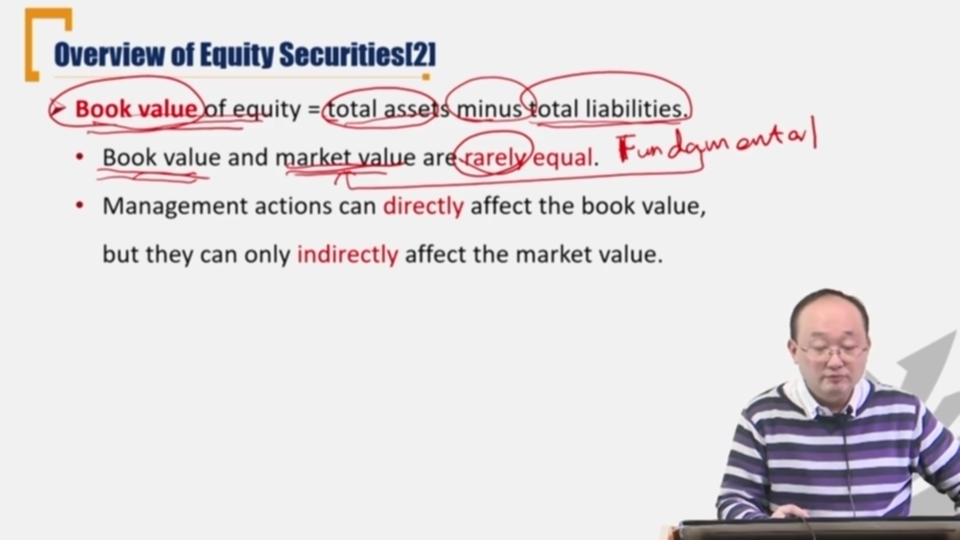 Overview of Equity Securities[2]
➢ Book value of equity = total assets minus total liabilities.
• Book value and market value are rarely equal. Fundamental
• Management actions can directly affect the book value,
but they can only indirectly affect the market value.